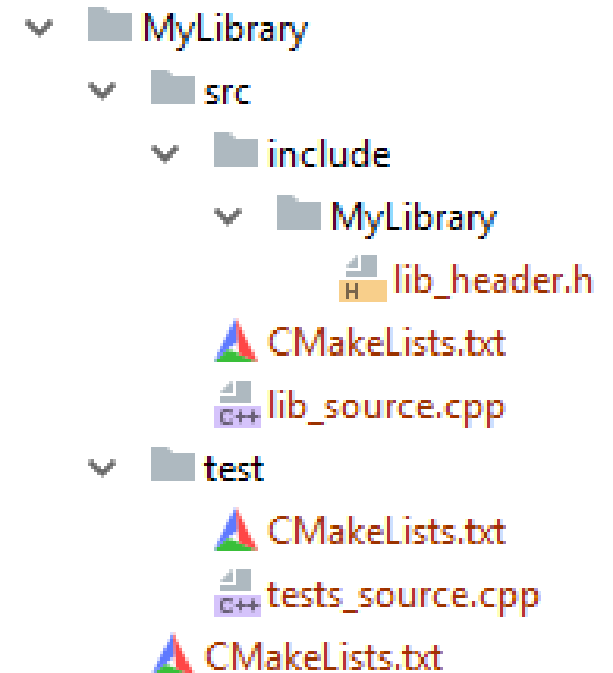 MyLibrary
src
include
MyLibrary
H lib_header.h
CMakeLists.txt
C++ lib_source.cpp
test
CMakeLists.txt
C++ tests_source.cpp
CMakeLists.txt